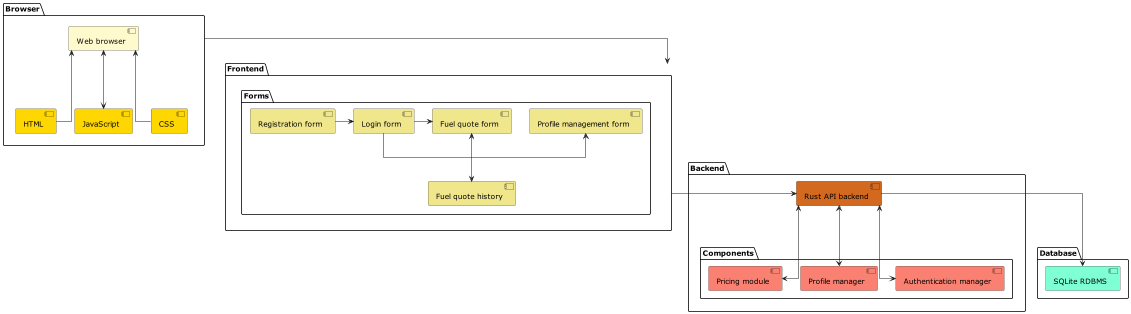 Browser
Web browser
HTML
JavaScript
CSS
Frontend
Forms
Registration form
Login form
Fuel quote form
Profile management form
Fuel quote history
Backend
Rust API backend
Components
Pricing module
Profile manager
Authentication manager
Database
SQLite RDBMS